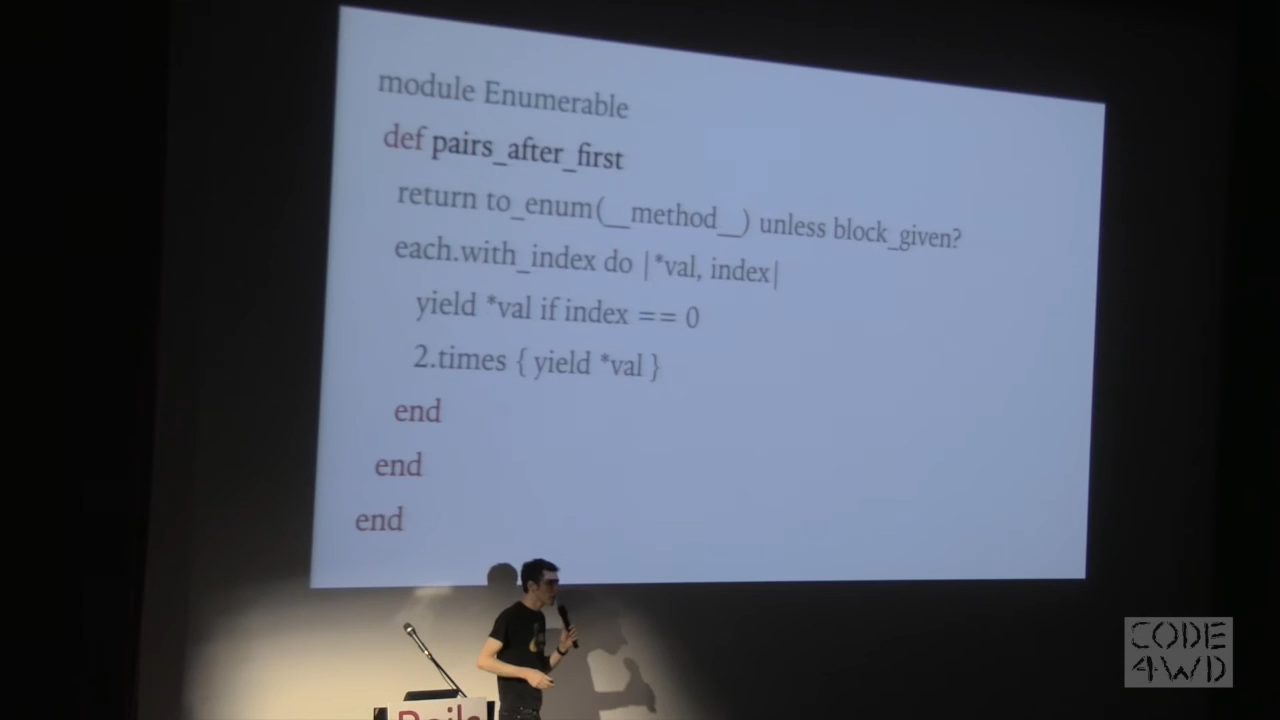 module Enumerable
def pairs_after_first
return to_enum(__method__) unless block_given?
each.with_index do |*val, index|
yield *val if index == 0
2.times { yield *val }
end
end
end
CODE
4WD
Rails